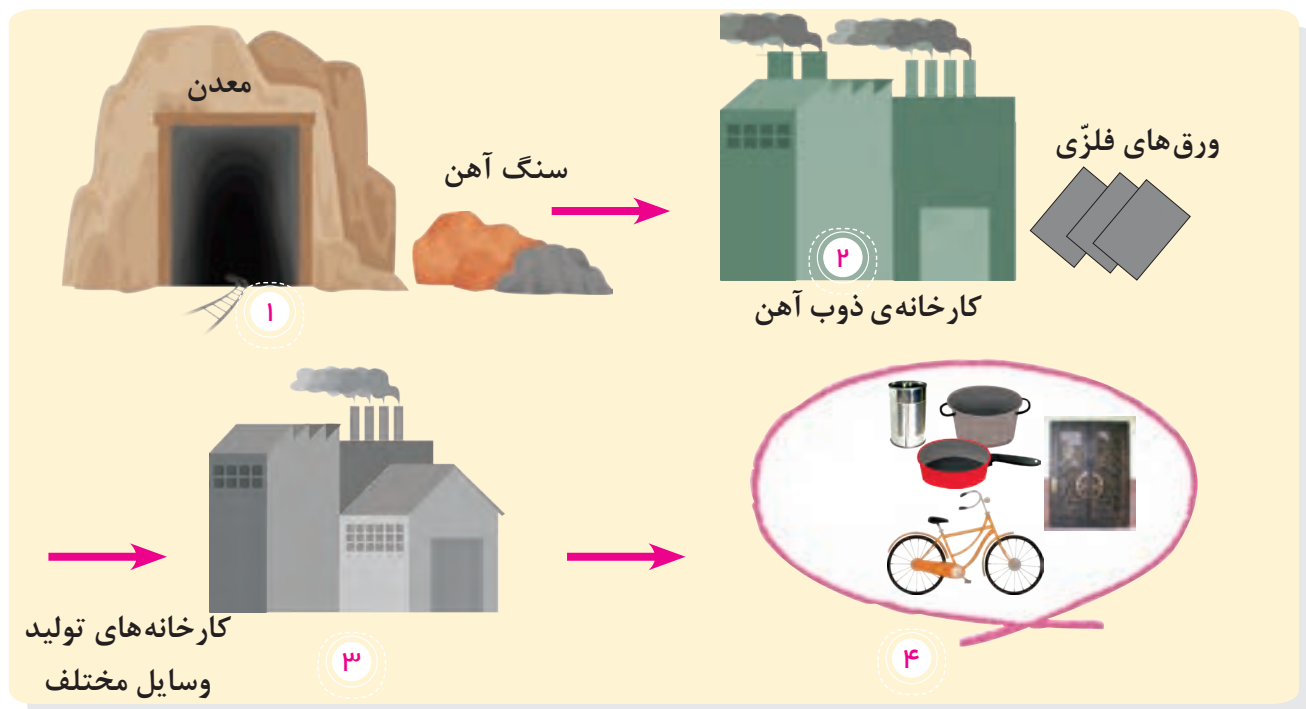 معدن
سنگ آهن
۱
ورق‌های فلزّی
۲
کارخانه‌ی ذوب آهن
کارخانه‌های تولید
وسایل مختلف
۳
۴